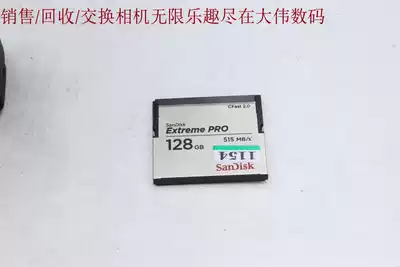 销售/回收/交换相机无限乐趣尽在大伟数码
CFast 2.0
SanDisk
Extreme PRO
515 MB/s
128 GB
1154
SanDisk